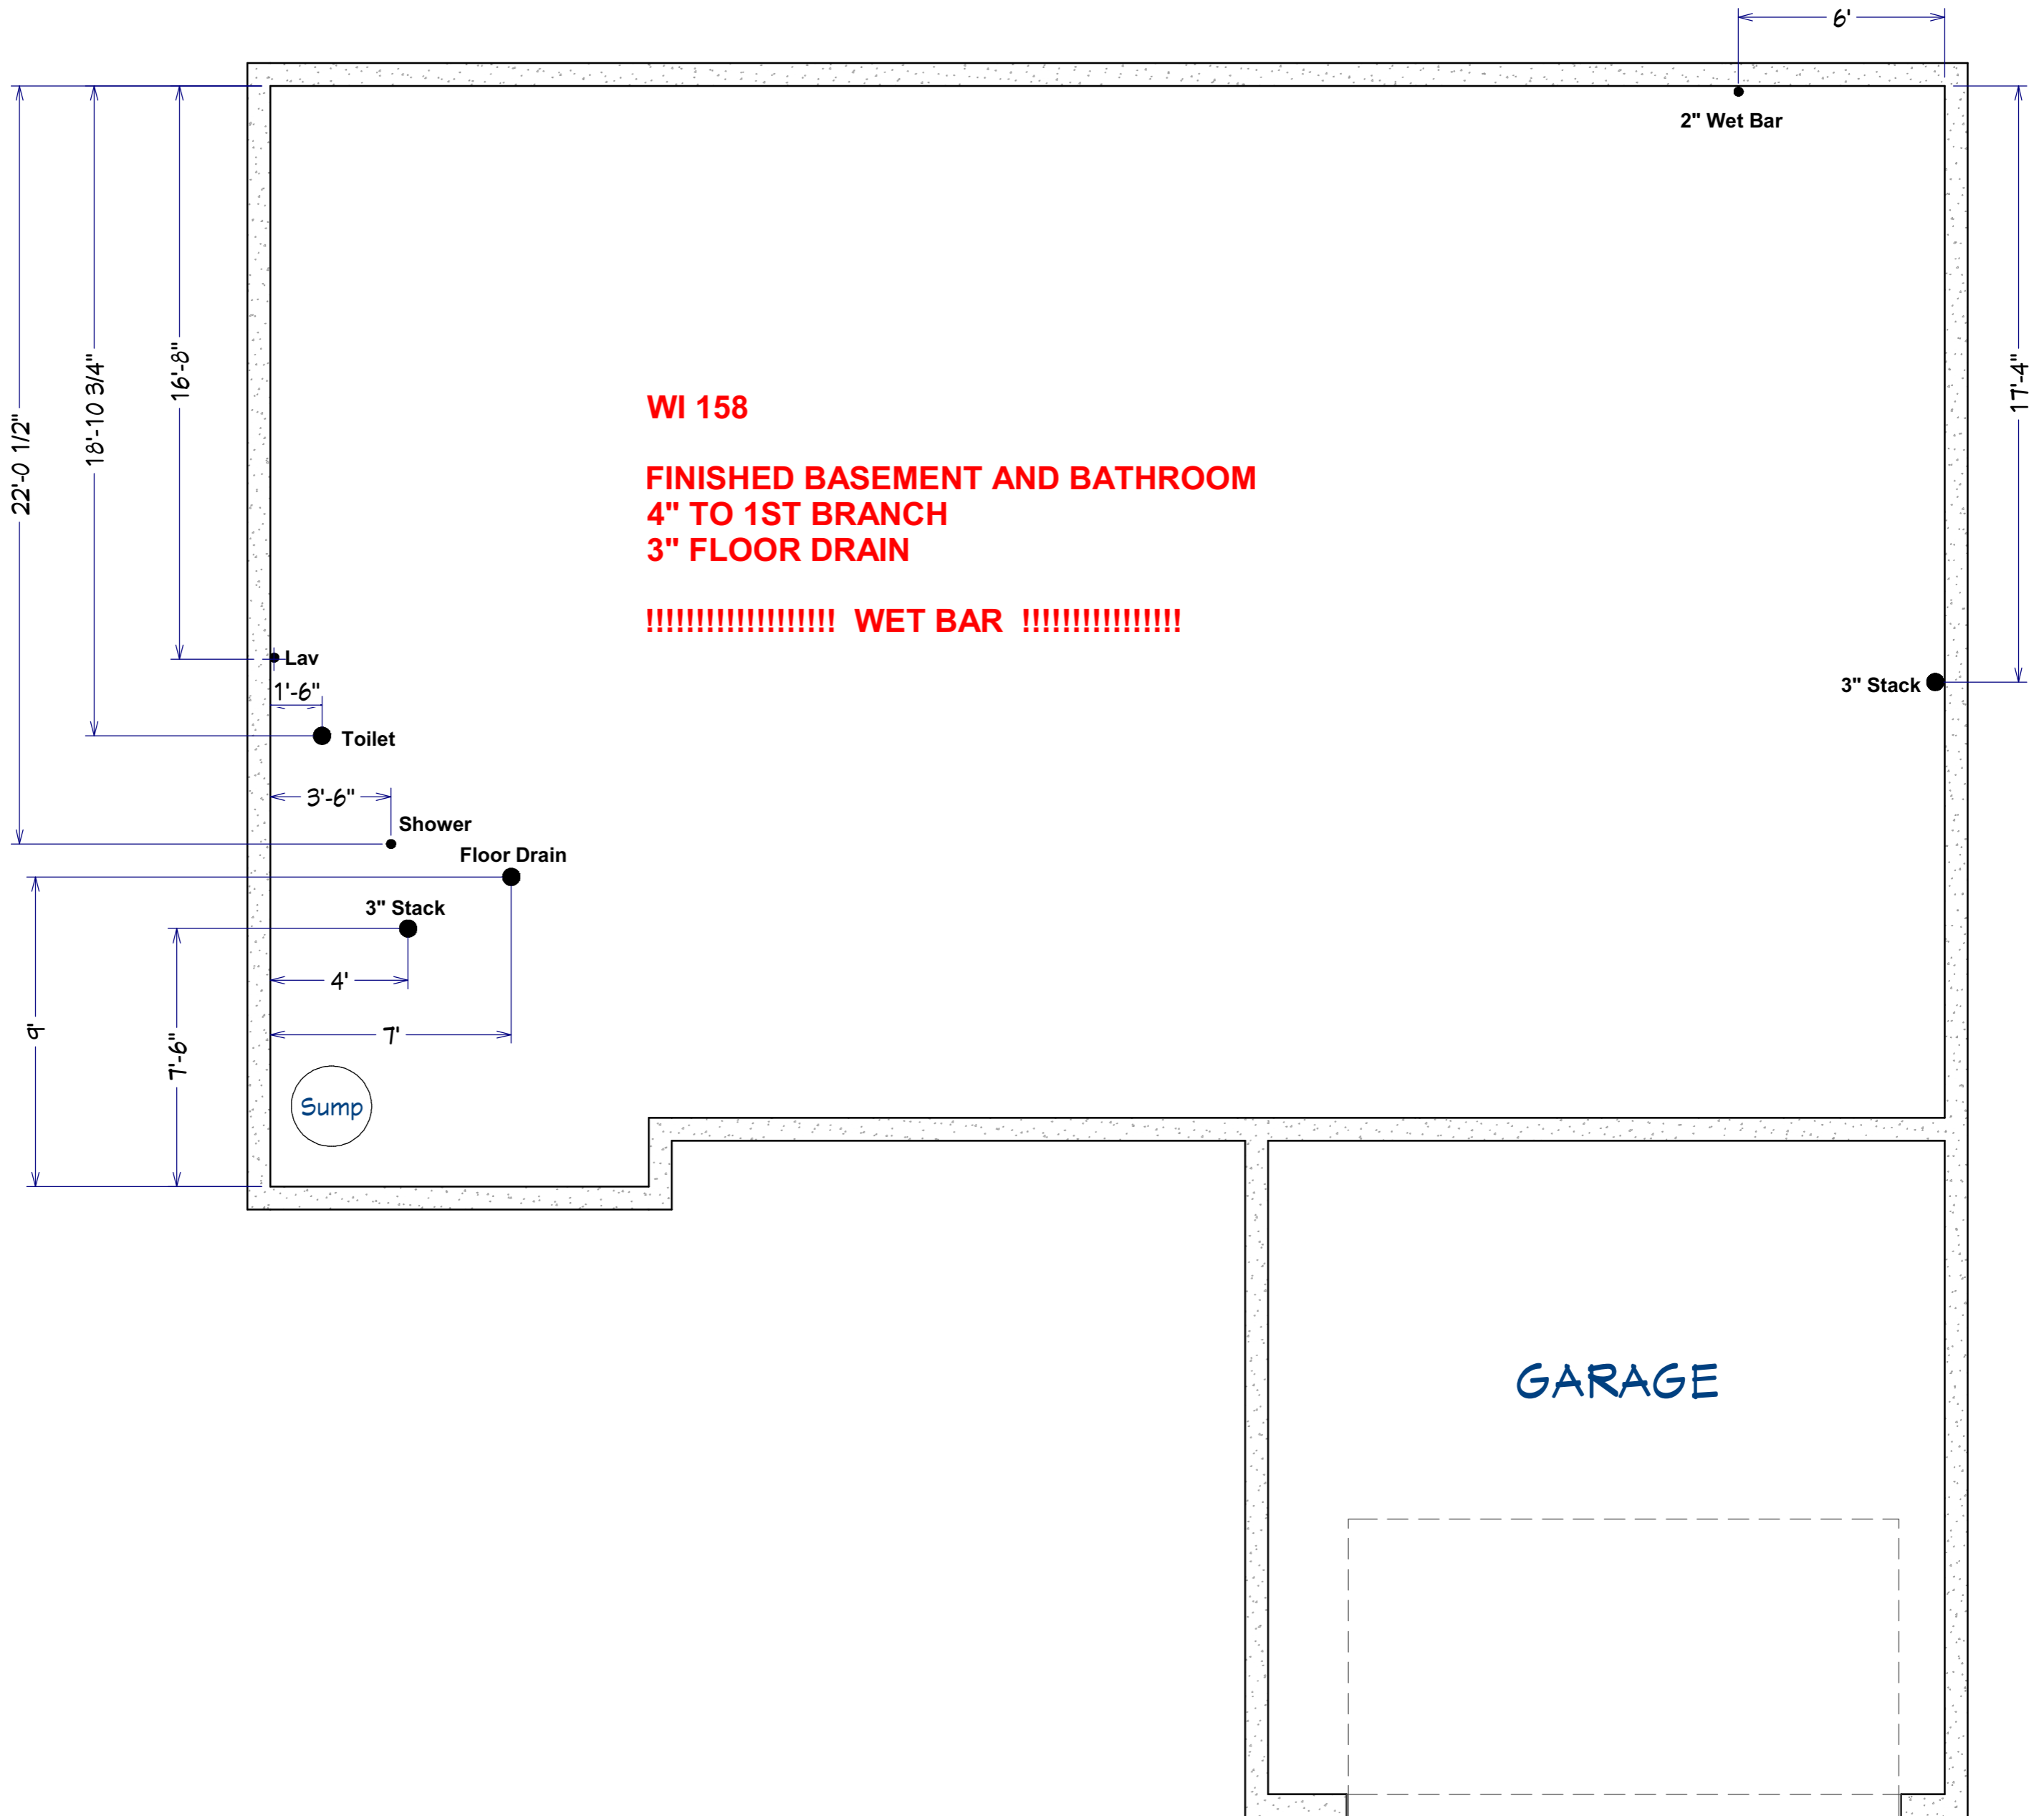 6'
2" Wet Bar
22'-0 1/2"
18'-10 3/4"
16'-8"
17'-4"
WI 158
FINISHED BASEMENT AND BATHROOM
4" TO 1ST BRANCH
3" FLOOR DRAIN
!!!!!!!!!!!!!!!!!!! WET BAR !!!!!!!!!!!!!!!!
Lav
1'-6"
3" Stack
Toilet
3'-6"
Shower
Floor Drain
3" Stack
4'
9'
7'-6"
7'
Sump
GARAGE